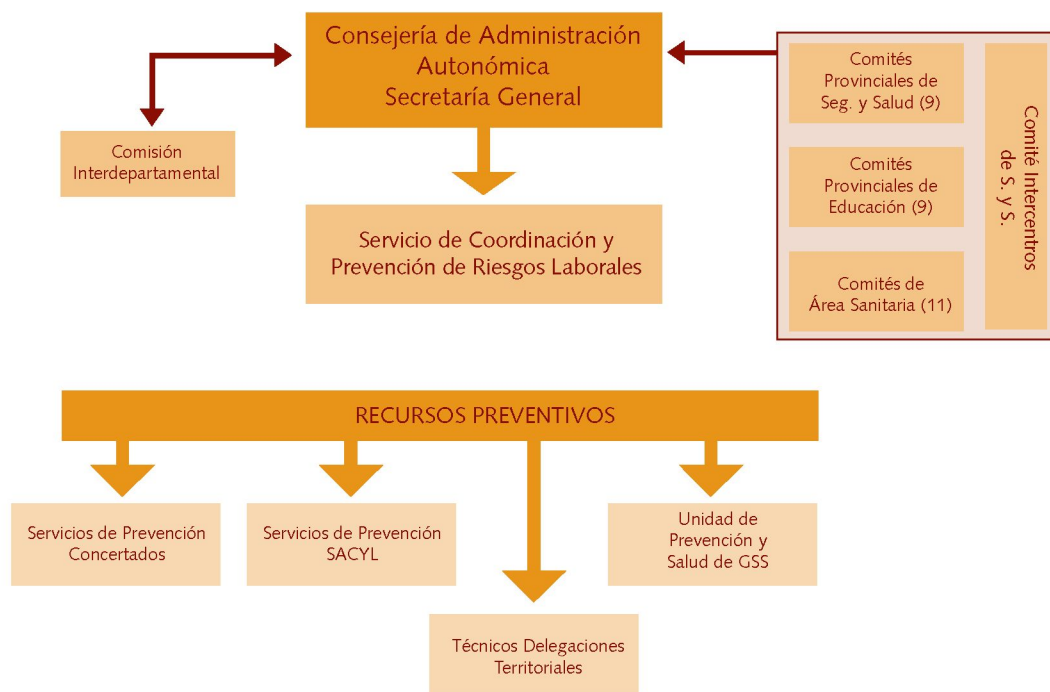 Consejería de Administración
Autonómica
Secretaría General
Comisión
Interdepartamental
Servicio de Coordinación y
Prevención de Riesgos Laborales
Comités
Provinciales de
Seg. y Salud (9)
Comités
Provinciales de
Educación (9)
Comités de
Área Sanitaria (11)
Comité Intercentros
de S. y S.
RECURSOS PREVENTIVOS
Servicios de Prevención
Concertados
Servicios de Prevención
SACYL
Técnicos Delegaciones
Territoriales
Unidad de
Prevención y
Salud de GSS